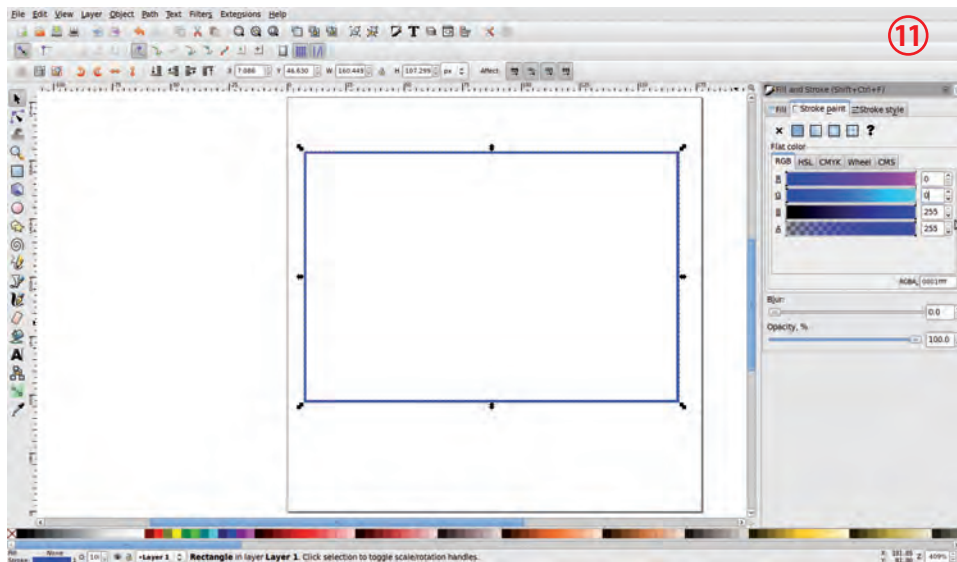 File Edit View Layer Object Path Text Filters Extensions Help
11
X 7.086 Y 46.630 W 160.449 H 107.299 px Affect:
Fill and Stroke (Shift+Ctrl+F)
Fill Stroke paint Stroke style
?
Flat color
RGB HSL CMYK Wheel CMS
R 0
G 0
B 255
A 255
RGBA: 0001ffff
Blur:
0.0
Opacity, %
100.0
Fill: None
Stroke: O: 10 •Layer 1 Rectangle in layer Layer 1. Click selection to toggle scale/rotation handles.
Z: 409%